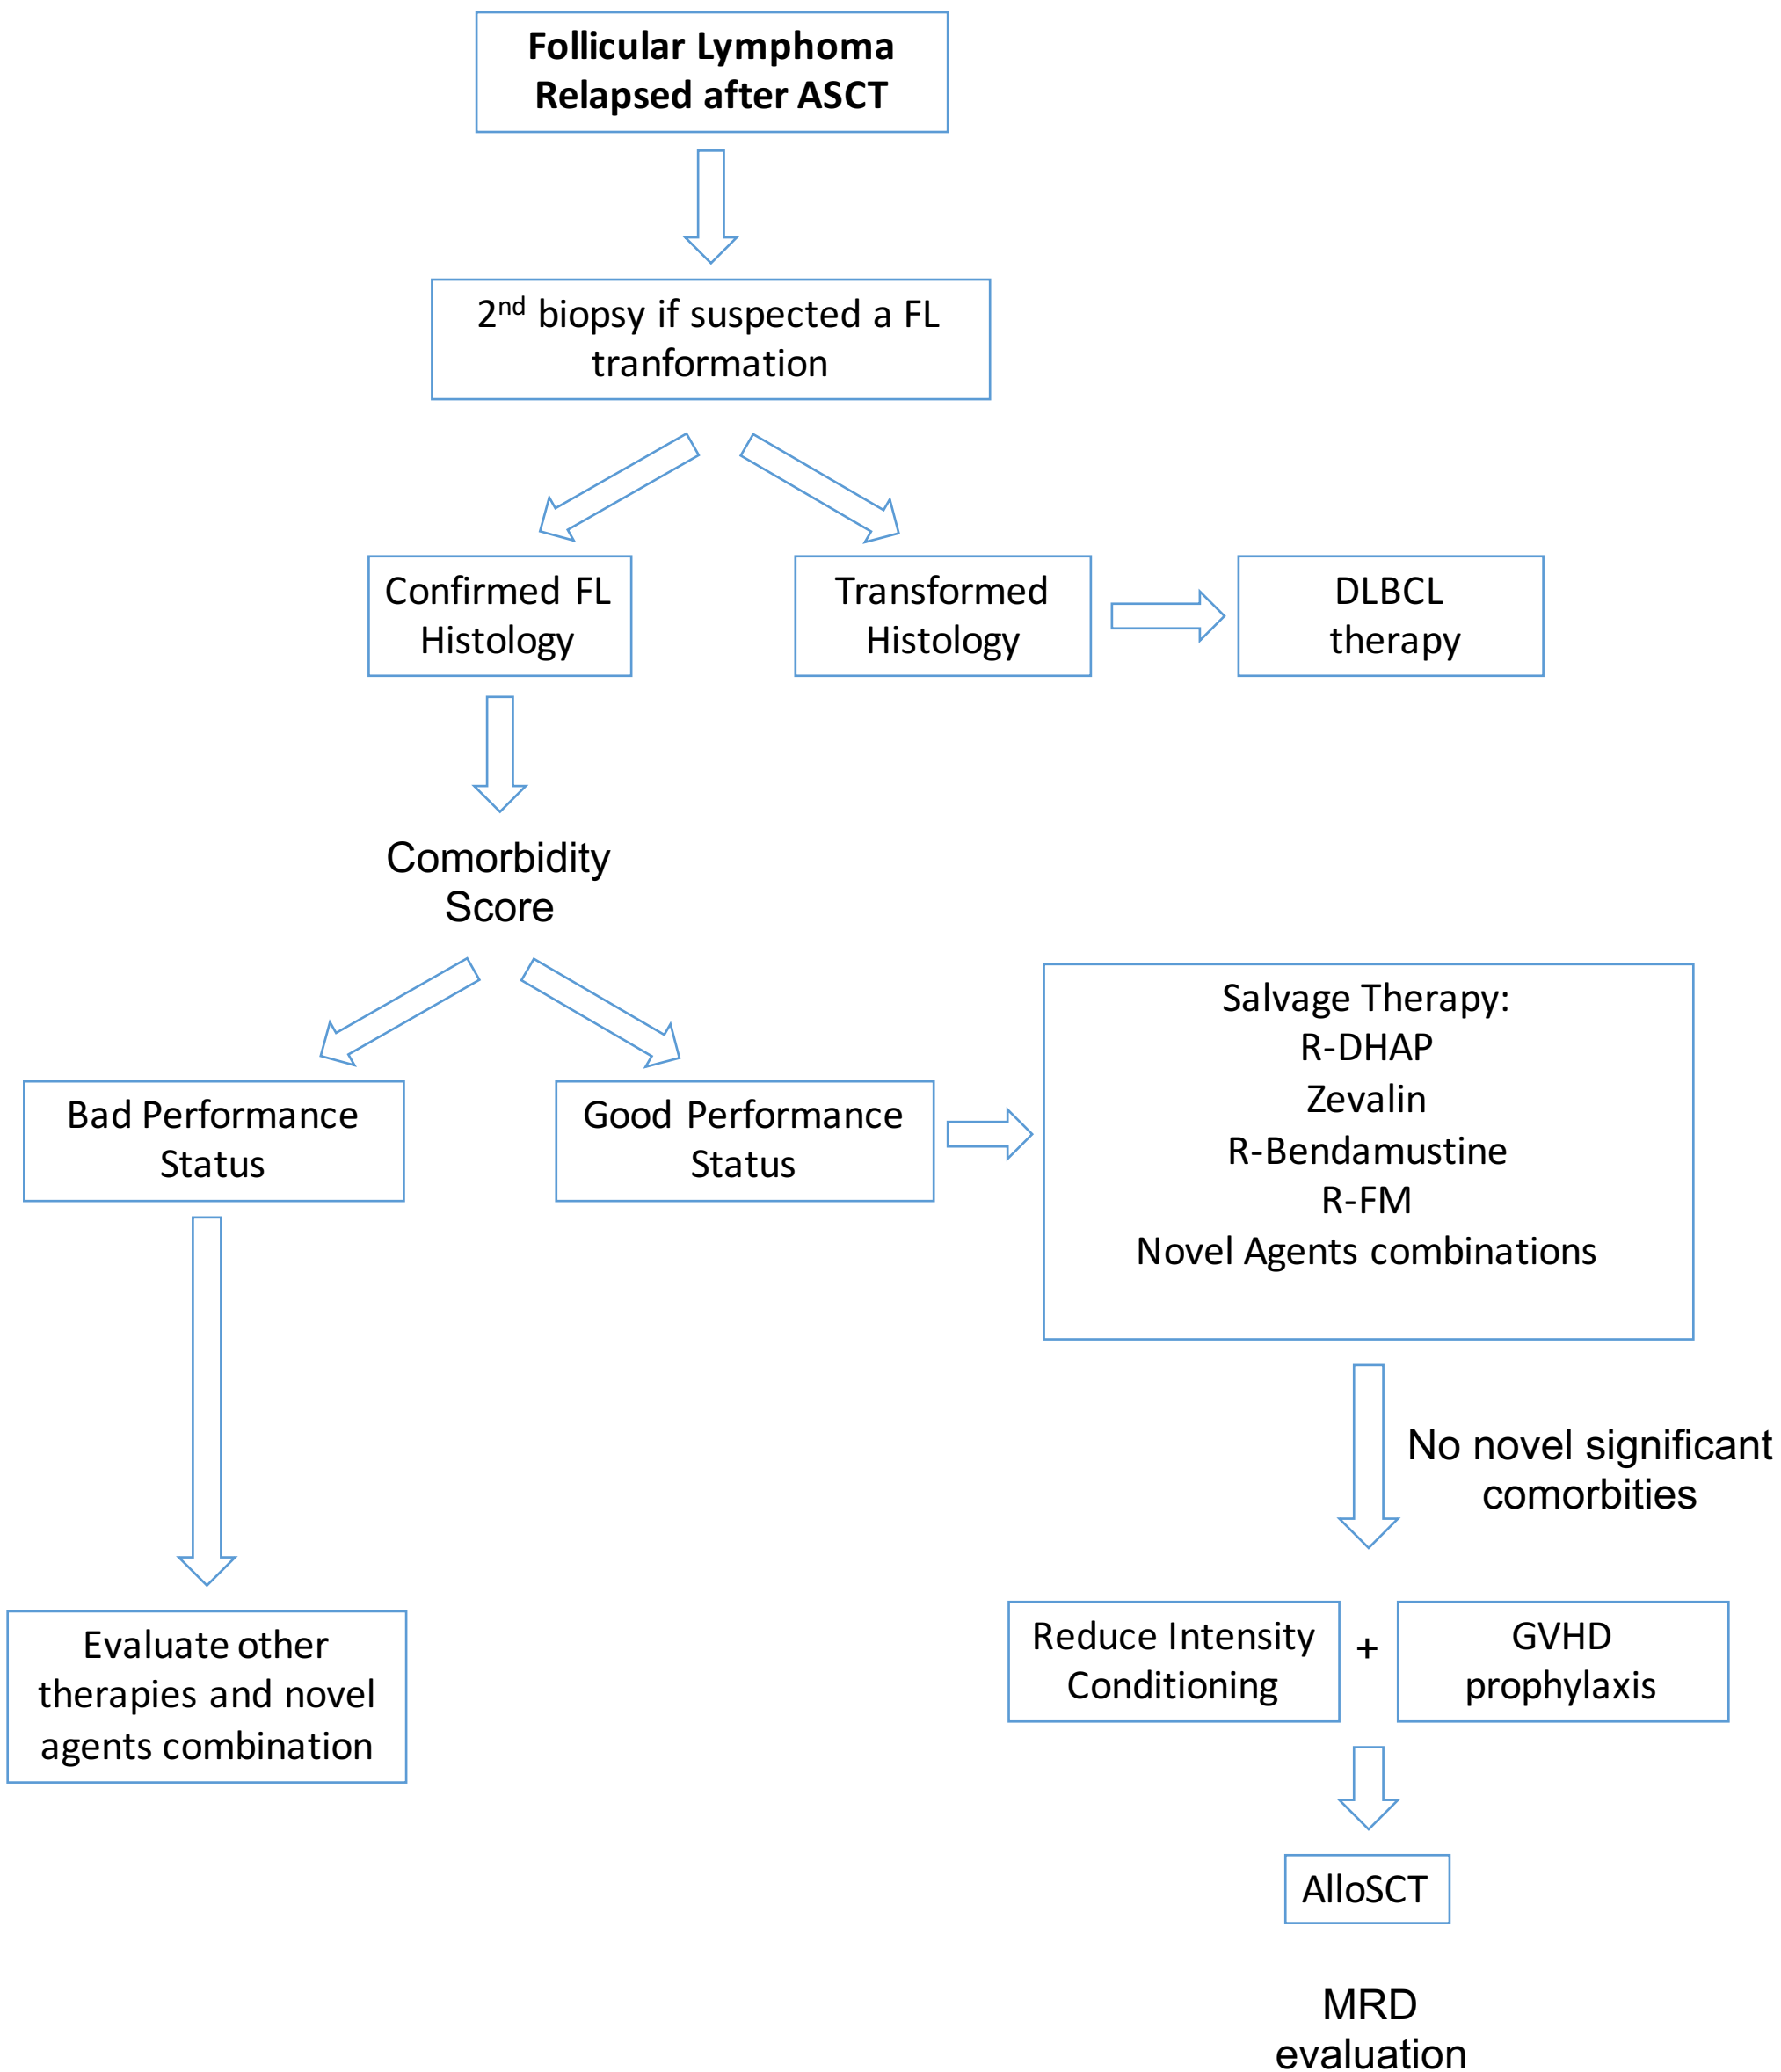 Follicular Lymphoma
Relapsed after ASCT
2nd biopsy if suspected a FL
tranformation
Confirmed FL
Histology
Transformed
Histology
DLBCL
therapy
Comorbidity
Score
Bad Performance
Status
Good Performance
Status
Salvage Therapy:
R-DHAP
Zevalin
R-Bendamustine
R-FM
Novel Agents combinations
No novel significant
comorbities
Evaluate other
therapies and novel
agents combination
Reduce Intensity
Conditioning
+
GVHD
prophylaxis
AlloSCT
MRD
evaluation